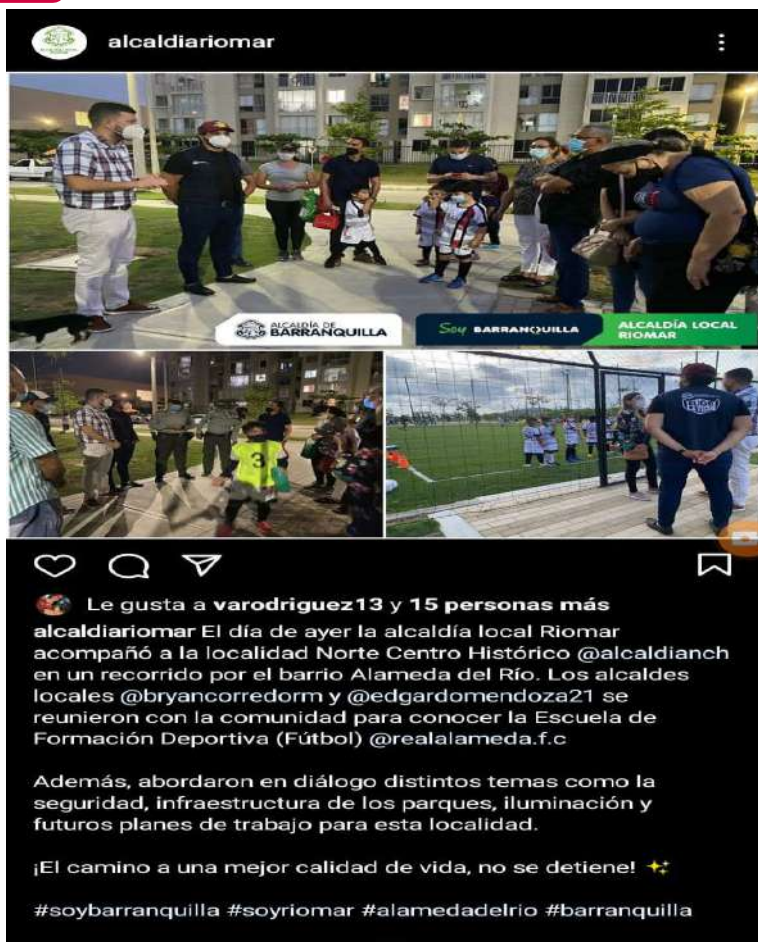 alcaldiariomar
ALCALDÍA DE
BARRANQUILLA
Soy BARRANQUILLA
ALCALDÍA LOCAL
RIOMAR
3
Le gusta a varodriguez13 y 15 personas más
alcaldiariomar El día de ayer la alcaldía local Riomar
acompañó a la localidad Norte Centro Histórico @alcaldianch
en un recorrido por el barrio Alameda del Río. Los alcaldes
locales @bryancorredorm y @edgardomendoza21 se
reunieron con la comunidad para conocer la Escuela de
Formación Deportiva (Fútbol) @realalameda.f.c
Además, abordaron en diálogo distintos temas como la
seguridad, infraestructura de los parques, iluminación y
futuros planes de trabajo para esta localidad.
¡El camino a una mejor calidad de vida, no se detiene! ✨
#soybarranquilla #soyriomar #alamedadelrio #barranquilla